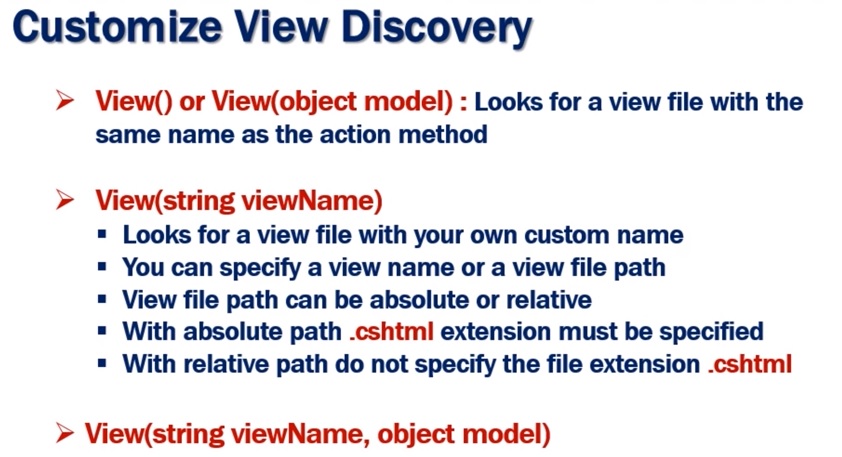 Customize View Discovery
➢ View() or View(object model) : Looks for a view file with the
same name as the action method
➢ View(string viewName)
▪ Looks for a view file with your own custom name
▪ You can specify a view name or a view file path
▪ View file path can be absolute or relative
▪ With absolute path .cshtml extension must be specified
▪ With relative path do not specify the file extension .cshtml
➢ View(string viewName, object model)